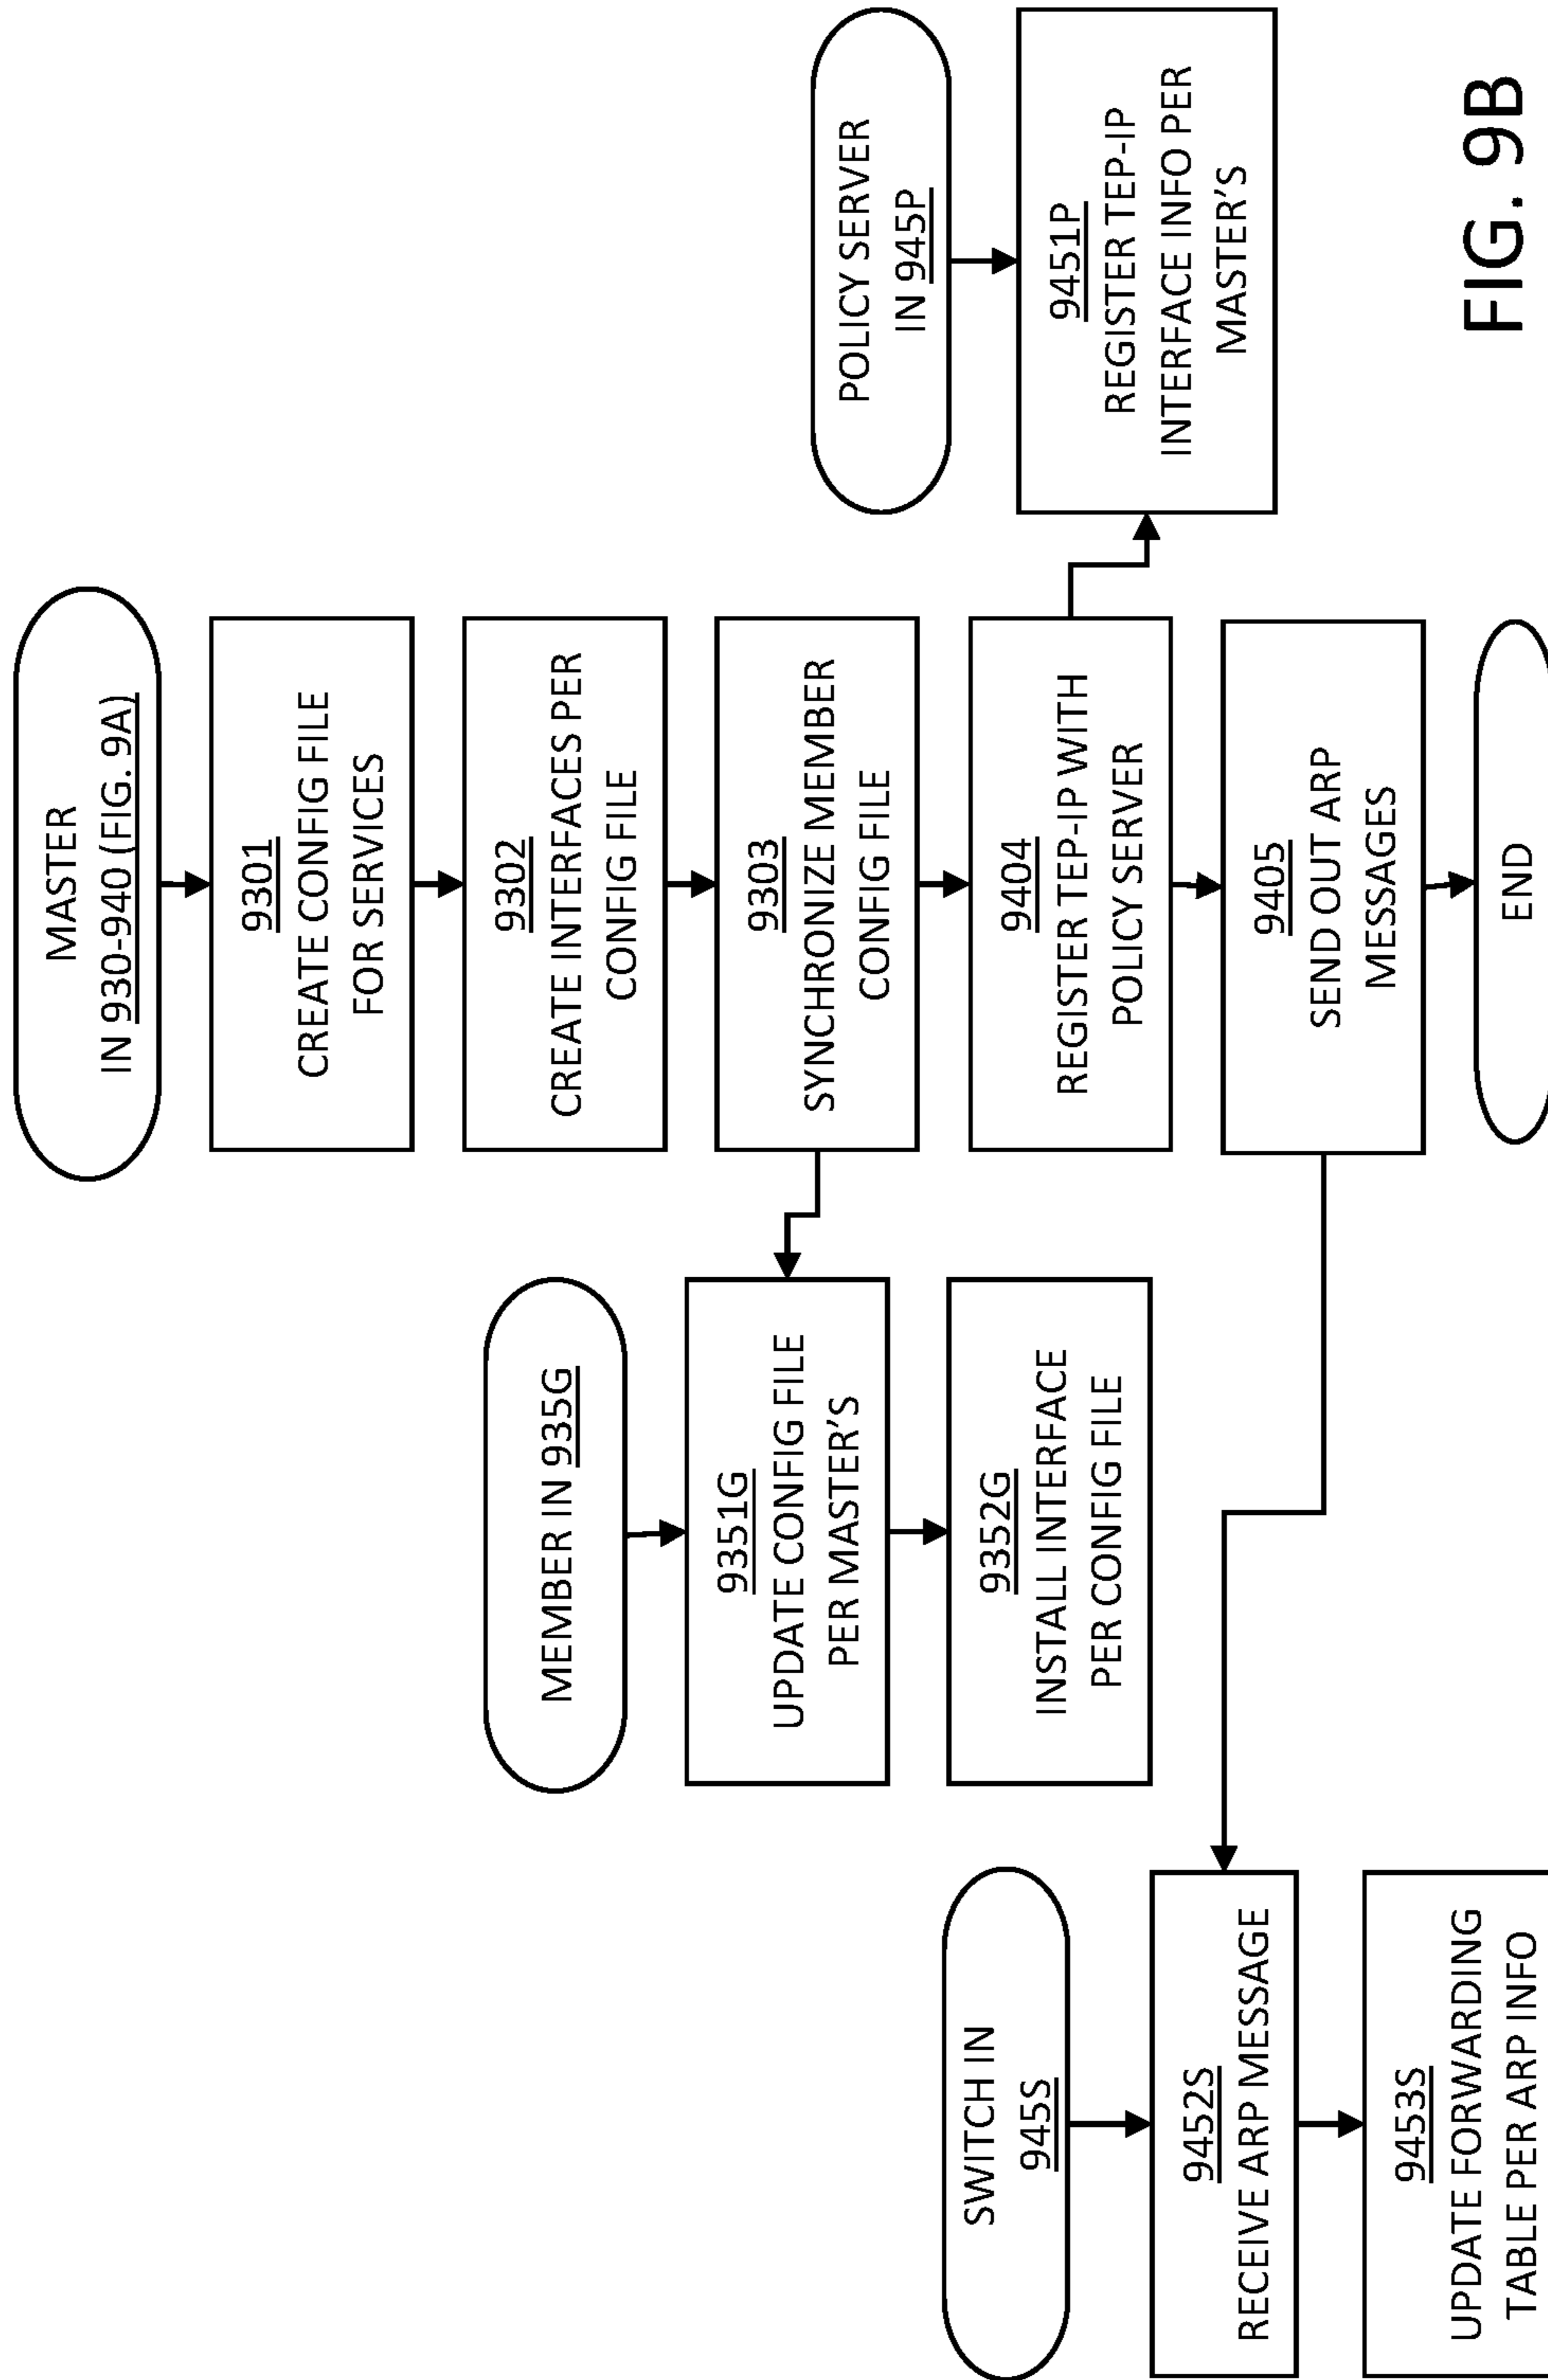 MASTER
IN 930-940 (FIG. 9A)
9301
CREATE CONFIG FILE
FOR SERVICES
9302
CREATE INTERFACES PER
CONFIG FILE
9303
SYNCHRONIZE MEMBER
CONFIG FILE
9404
REGISTER TEP-IP WITH
POLICY SERVER
9405
SEND OUT ARP
MESSAGES
END
MEMBER IN 935G
9351G
UPDATE CONFIG FILE
PER MASTER'S
9352G
INSTALL INTERFACE
PER CONFIG FILE
SWITCH IN
945S
9452S
RECEIVE ARP MESSAGE
9453S
UPDATE FORWARDING
TABLE PER ARP INFO
POLICY SERVER
IN 945P
9451P
REGISTER TEP-IP
INTERFACE INFO PER
MASTER'S
FIG. 9B